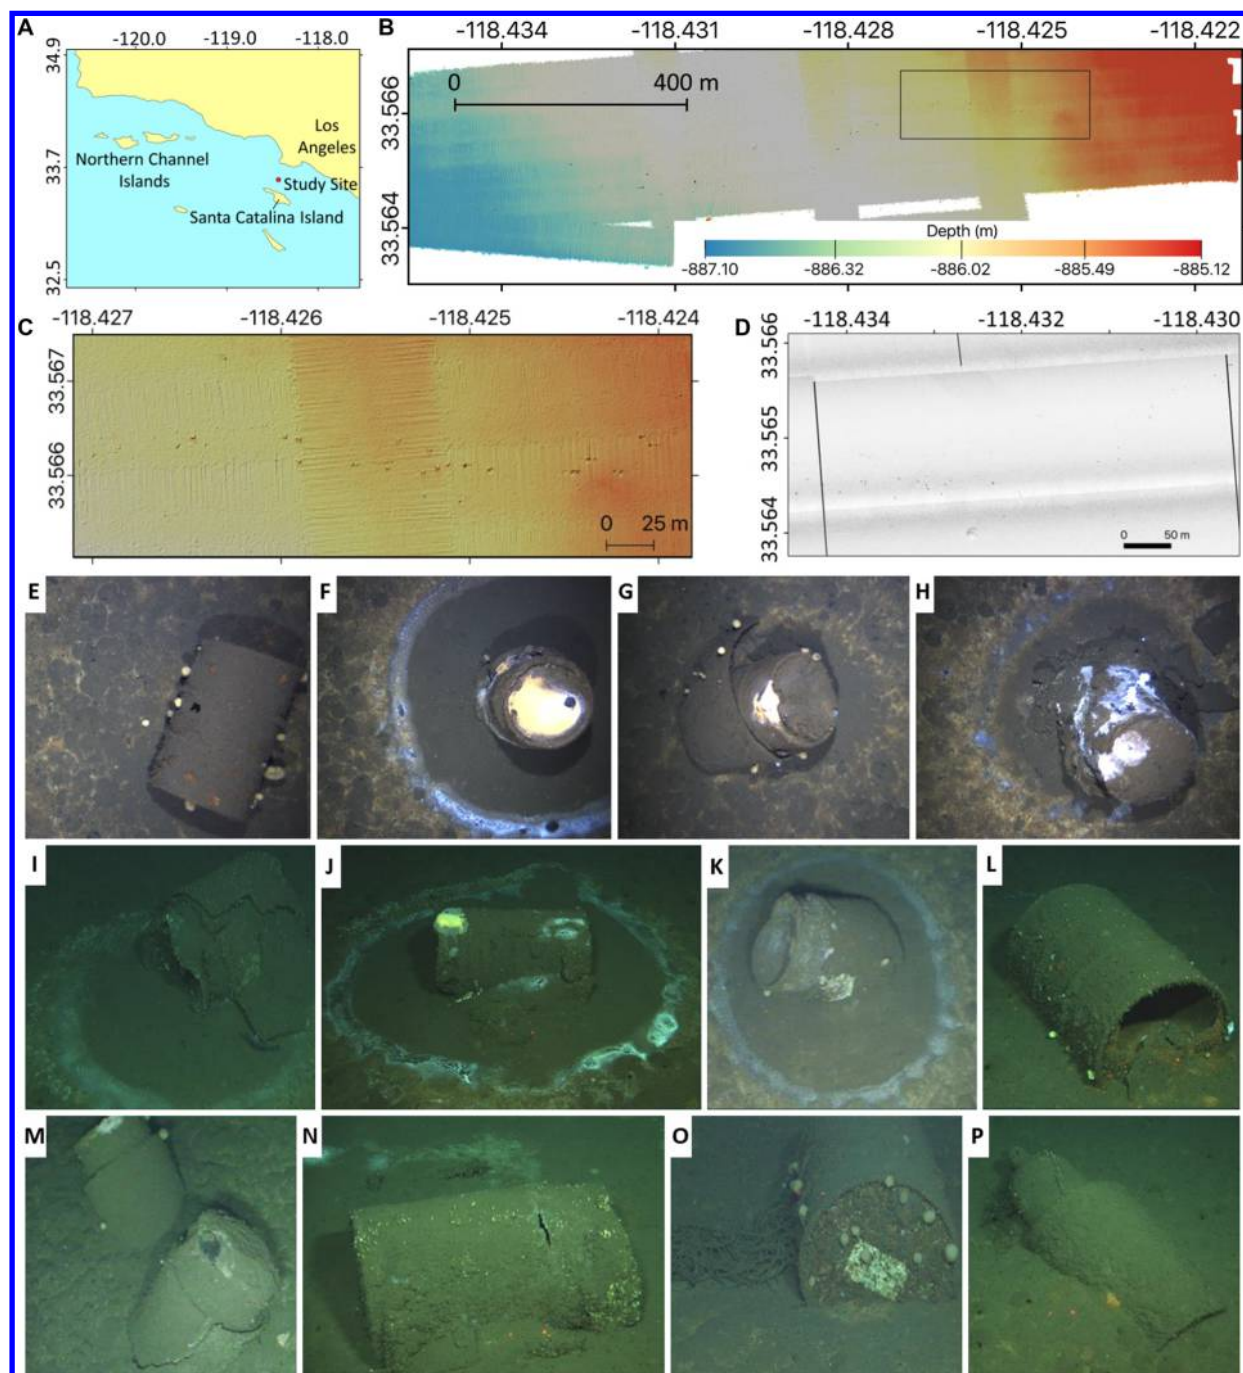 A
-120.0 -119.0 -118.0
34.9
33.7
32.5
Los
Angeles
Northern Channel
Islands
Study Site
Santa Catalina Island
B
-118.434 -118.431 -118.428 -118.425 -118.422
33.566
33.564
0 400 m
Depth (m)
-887.10 -886.32 -886.02 -885.49 -885.12
C
-118.427 -118.426 -118.425 -118.424
33.567
33.566
0 25 m
D
-118.434 -118.432 -118.430
33.566
33.565
33.564
0 50 m
E F G H
I J K L
M N O P